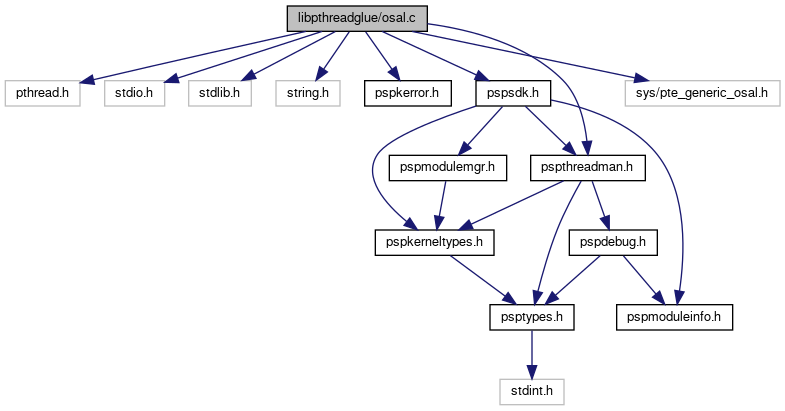 libpthreadglue/osal.c
pthread.h
stdio.h
stdlib.h
string.h
pspkerror.h
pspsdk.h
sys/pte_generic_osal.h
pspmodulemgr.h
pspthreadman.h
pspkerneltypes.h
pspdebug.h
psptypes.h
pspmoduleinfo.h
stdint.h